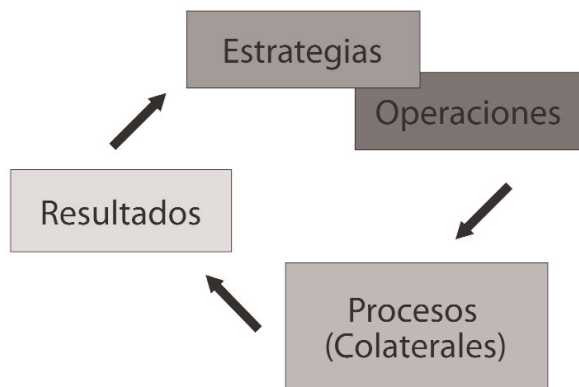 Estrategias
Operaciones
Resultados
Procesos
(Colaterales)